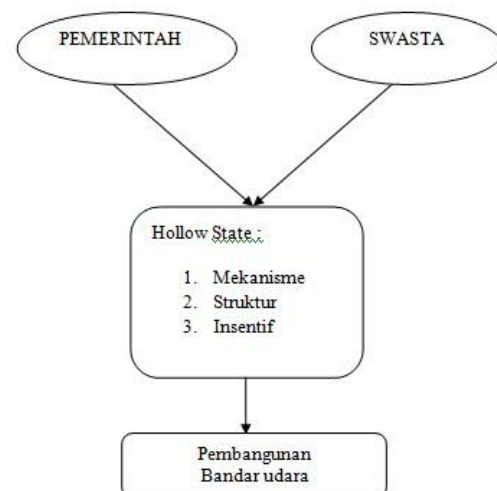 PEMERINTAH
SWASTA
Hollow State :
1. Mekanisme
2. Struktur
3. Insentif
Pembangunan
Bandar udara